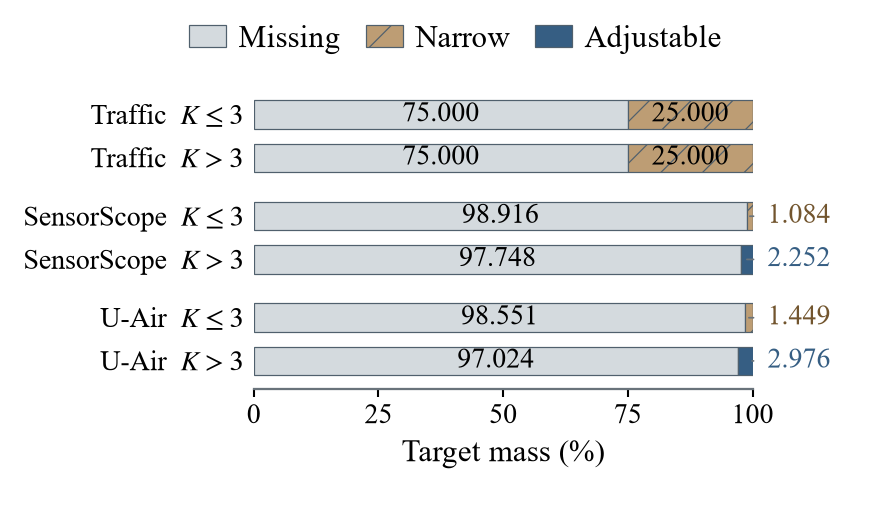 Missing Narrow Adjustable
Traffic K ≤ 3 75.000 25.000
Traffic K > 3 75.000 25.000
SensorScope K ≤ 3 98.916 1.084
SensorScope K > 3 97.748 2.252
U-Air K ≤ 3 98.551 1.449
U-Air K > 3 97.024 2.976
0 25 50 75 100
Target mass (%)